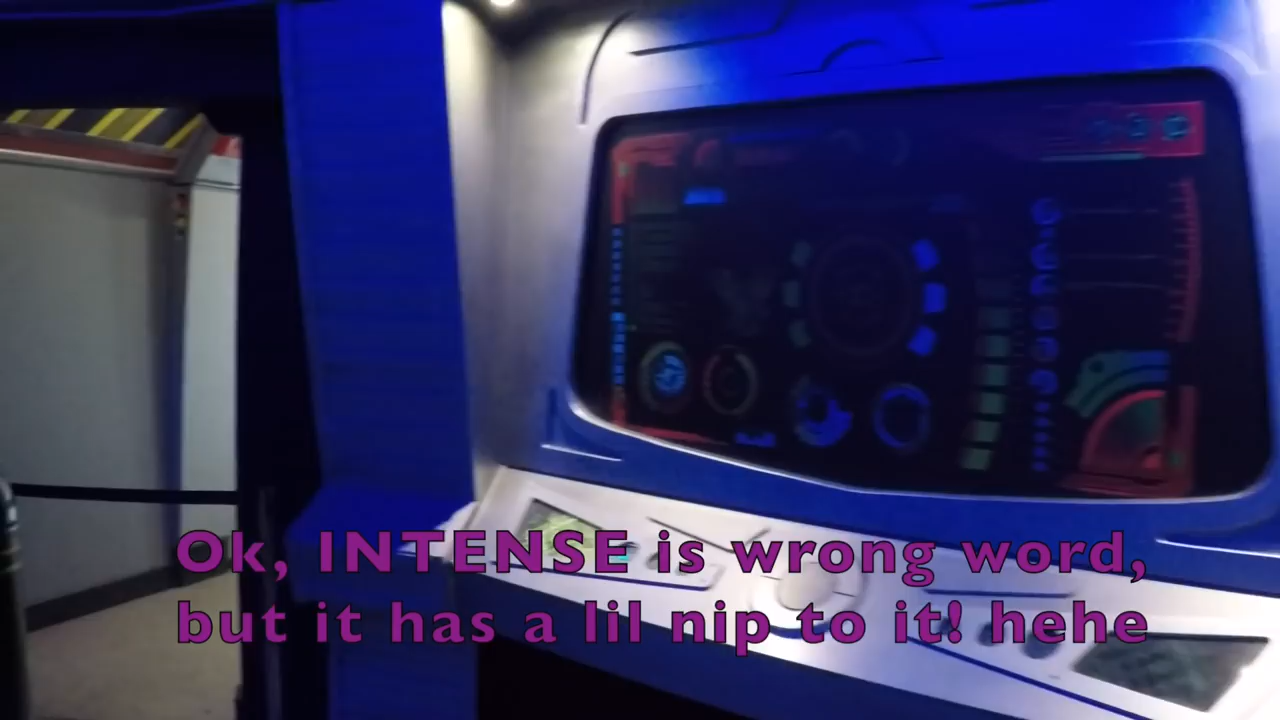 Ok, INTENSE is wrong word,
but it has a lil nip to it! hehe